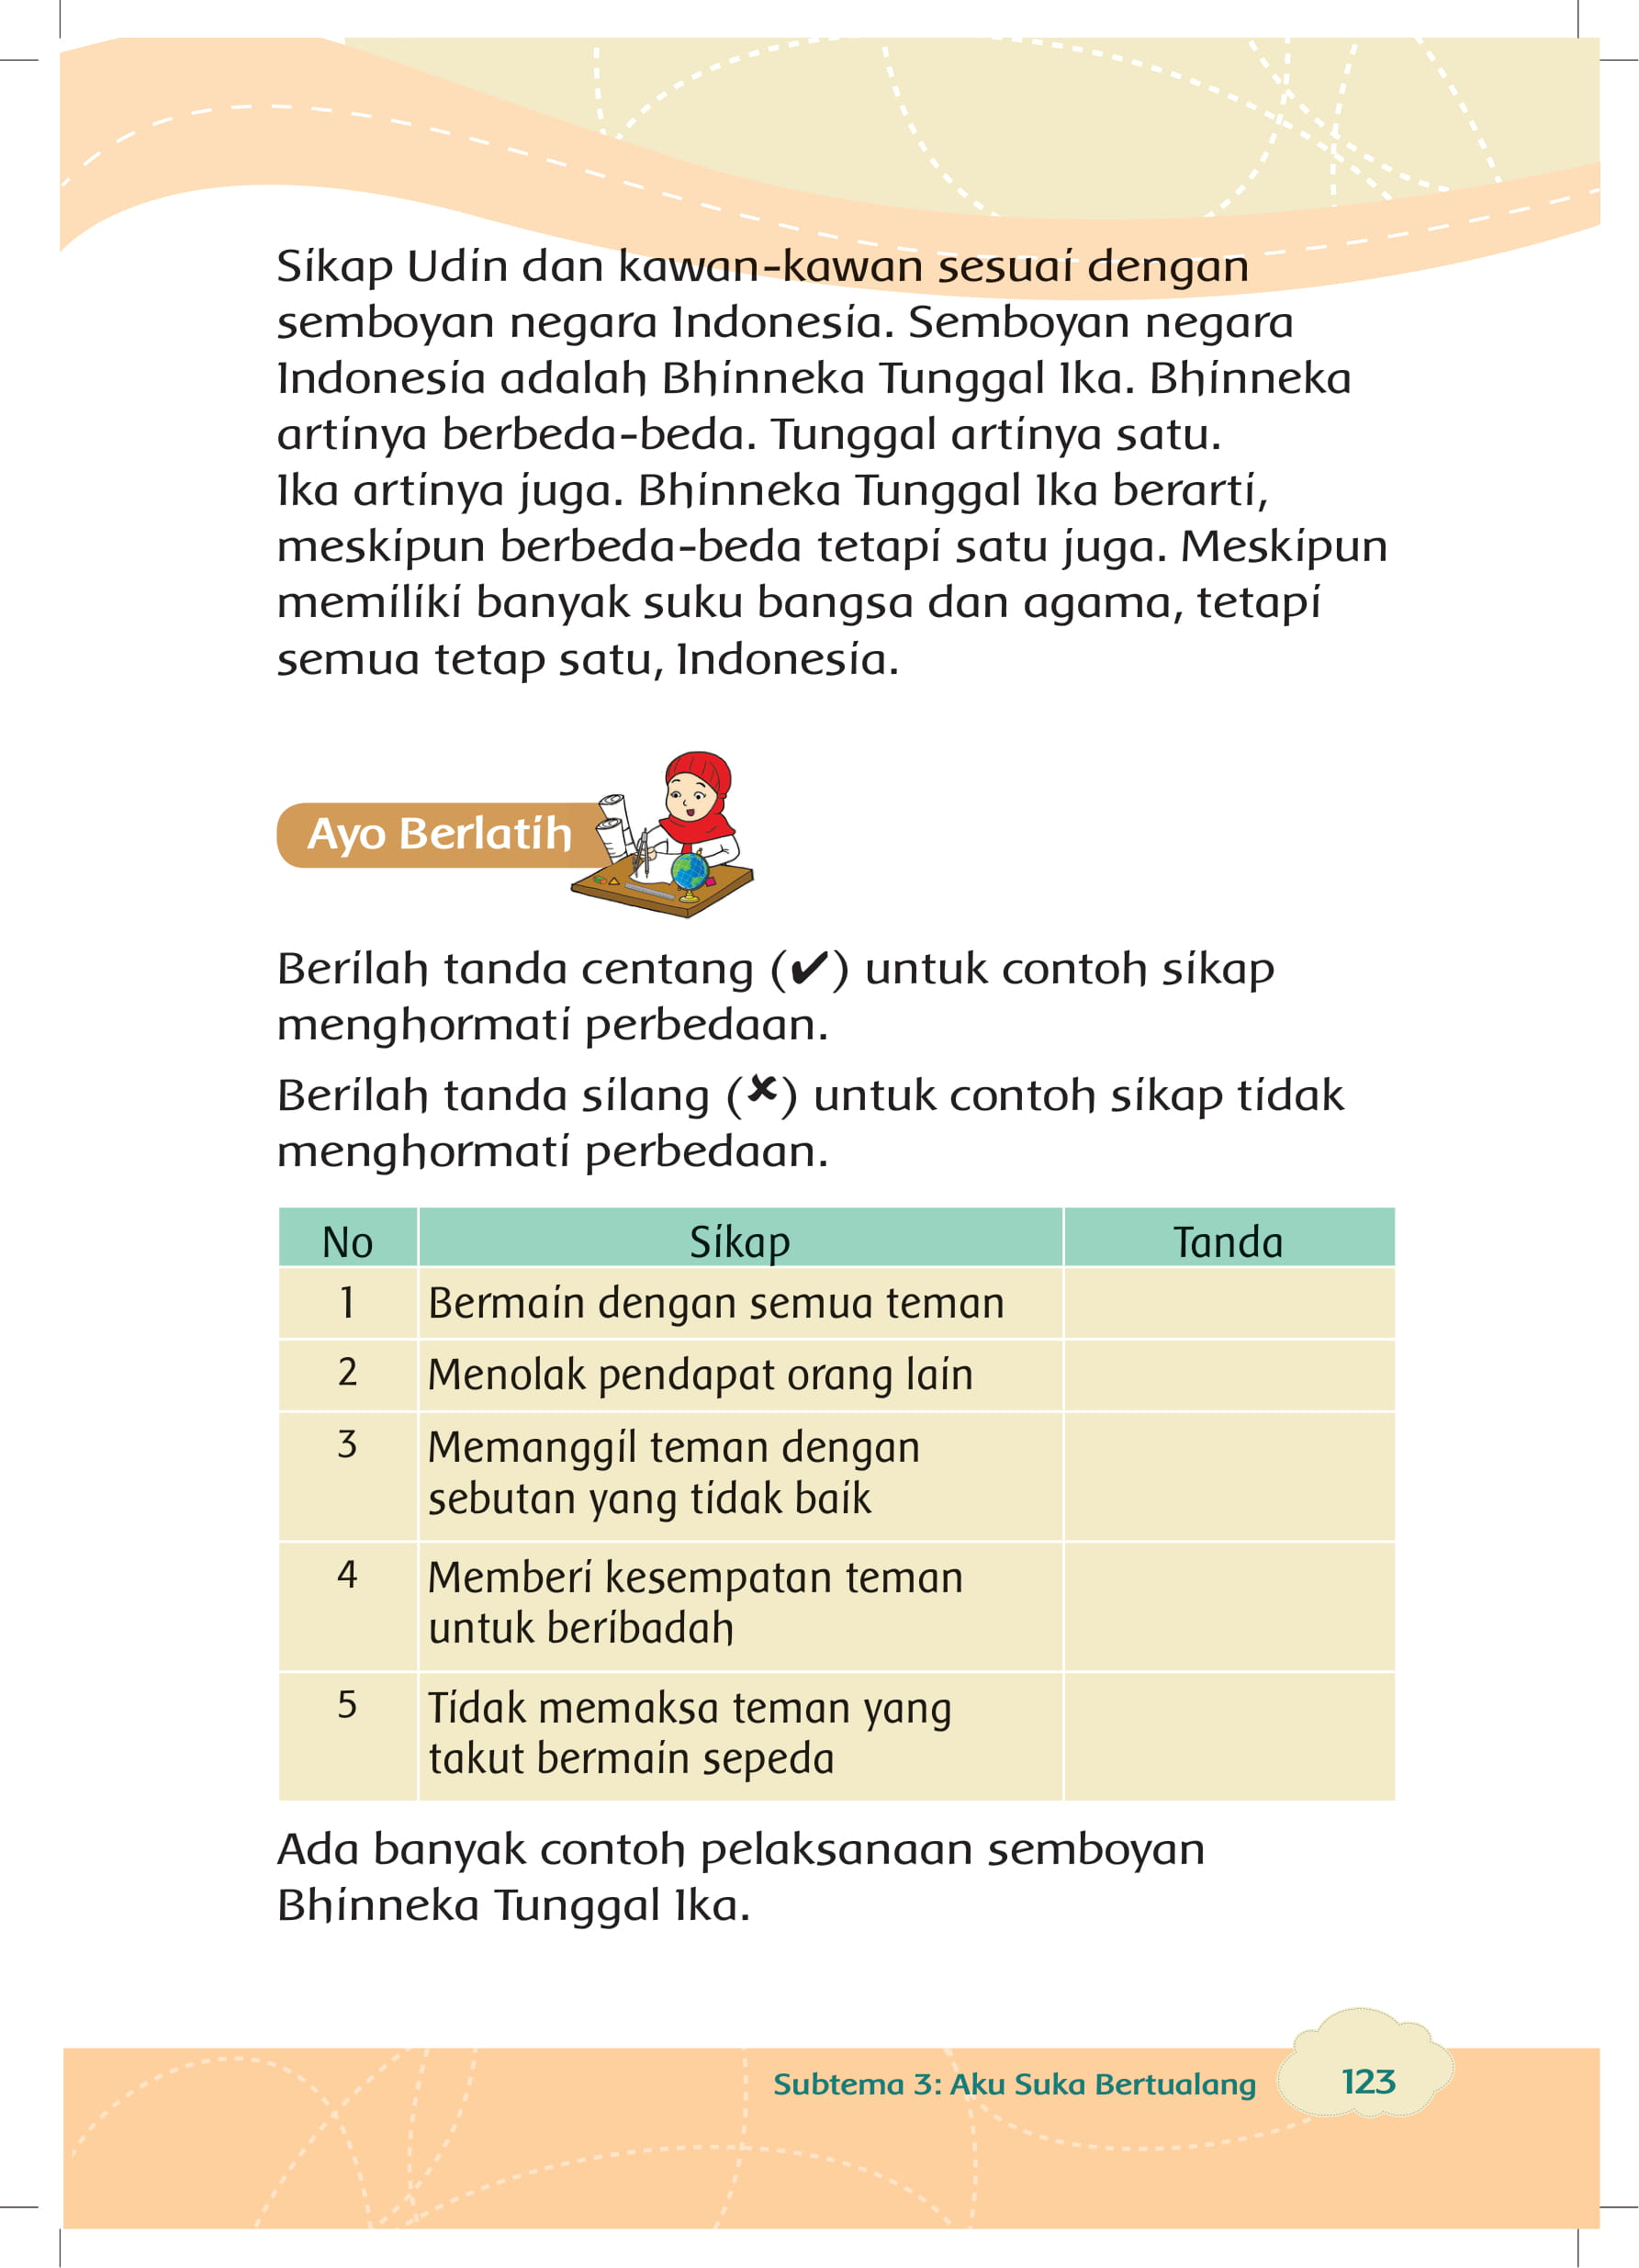 Sikap Udin dan kawan-kawan sesuai dengan
semboyan negara Indonesia. Semboyan negara
Indonesia adalah Bhinneka Tunggal Ika. Bhinneka
artinya berbeda-beda. Tunggal artinya satu.
Ika artinya juga. Bhinneka Tunggal Ika berarti,
meskipun berbeda-beda tetapi satu juga. Meskipun
memiliki banyak suku bangsa dan agama, tetapi
semua tetap satu, Indonesia.
Ayo Berlatih
Berilah tanda centang (✔) untuk contoh sikap
menghormati perbedaan.
Berilah tanda silang (✘) untuk contoh sikap tidak
menghormati perbedaan.
No Sikap Tanda
1 Bermain dengan semua teman
2 Menolak pendapat orang lain
3 Memanggil teman dengan
sebutan yang tidak baik
4 Memberi kesempatan teman
untuk beribadah
5 Tidak memaksa teman yang
takut bermain sepeda
Ada banyak contoh pelaksanaan semboyan
Bhinneka Tunggal Ika.
Subtema 3: Aku Suka Bertualang 123